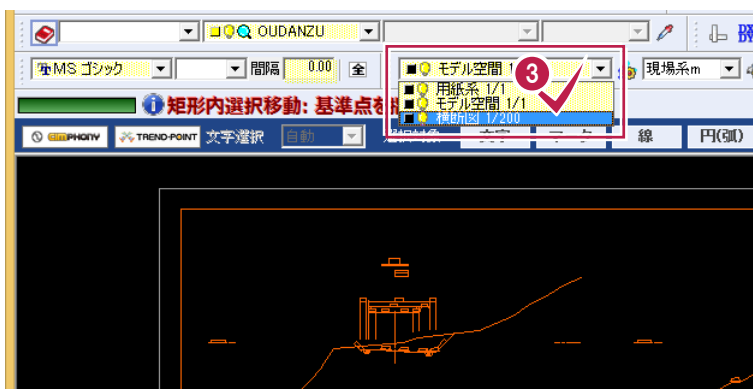 OUDANZU
MS ゴシック 間隔 0.00 全 モデル空間 1 現場系m
3
用紙系 1/1
モデル空間 1/1
横断図 1/200
矩形内選択移動: 基準点を
SiMPHONY TREND-POINT 文字選択 自動 線 円(弧)